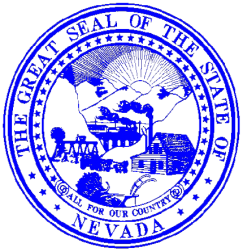 THE GREAT SEAL OF THE STATE OF
NEVADA
ALL FOR OUR COUNTRY